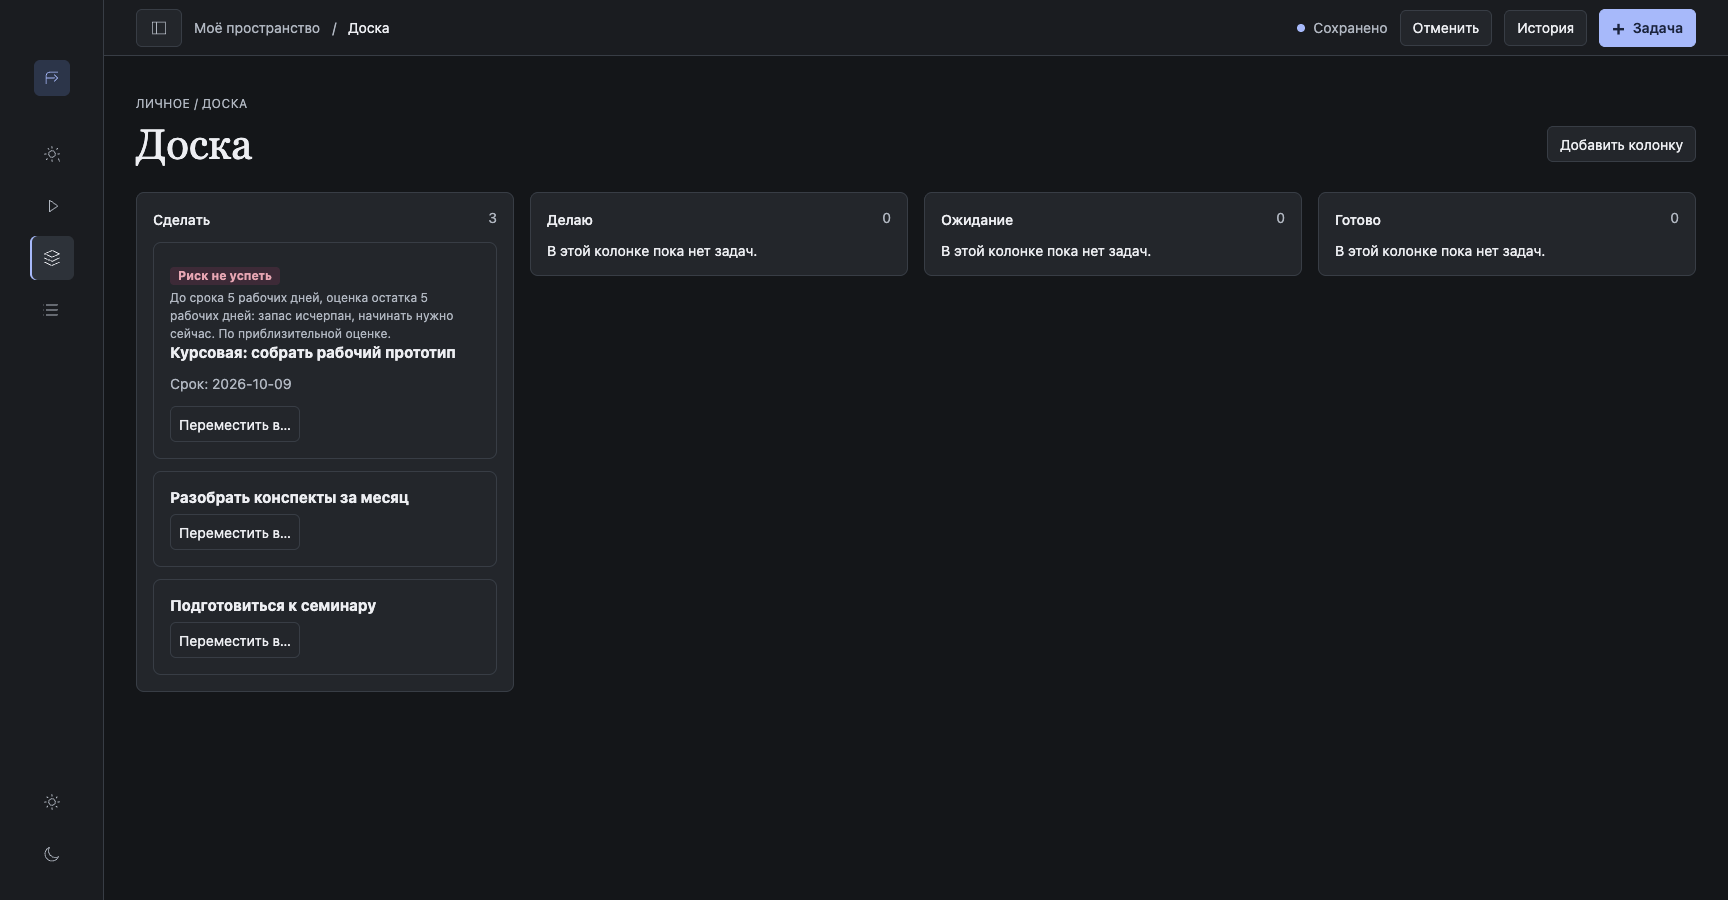 Моё пространство / Доска
Сохранено
Отменить
История
+ Задача
ЛИЧНОЕ / ДОСКА
Доска
Добавить колонку
Сделать 3
Риск не успеть
До срока 5 рабочих дней, оценка остатка 5
рабочих дней: запас исчерпан, начинать нужно
сейчас. По приблизительной оценке.
Курсовая: собрать рабочий прототип
Срок: 2026-10-09
Переместить в...
Разобрать конспекты за месяц
Переместить в...
Подготовиться к семинару
Переместить в...
Делаю 0
В этой колонке пока нет задач.
Ожидание 0
В этой колонке пока нет задач.
Готово 0
В этой колонке пока нет задач.